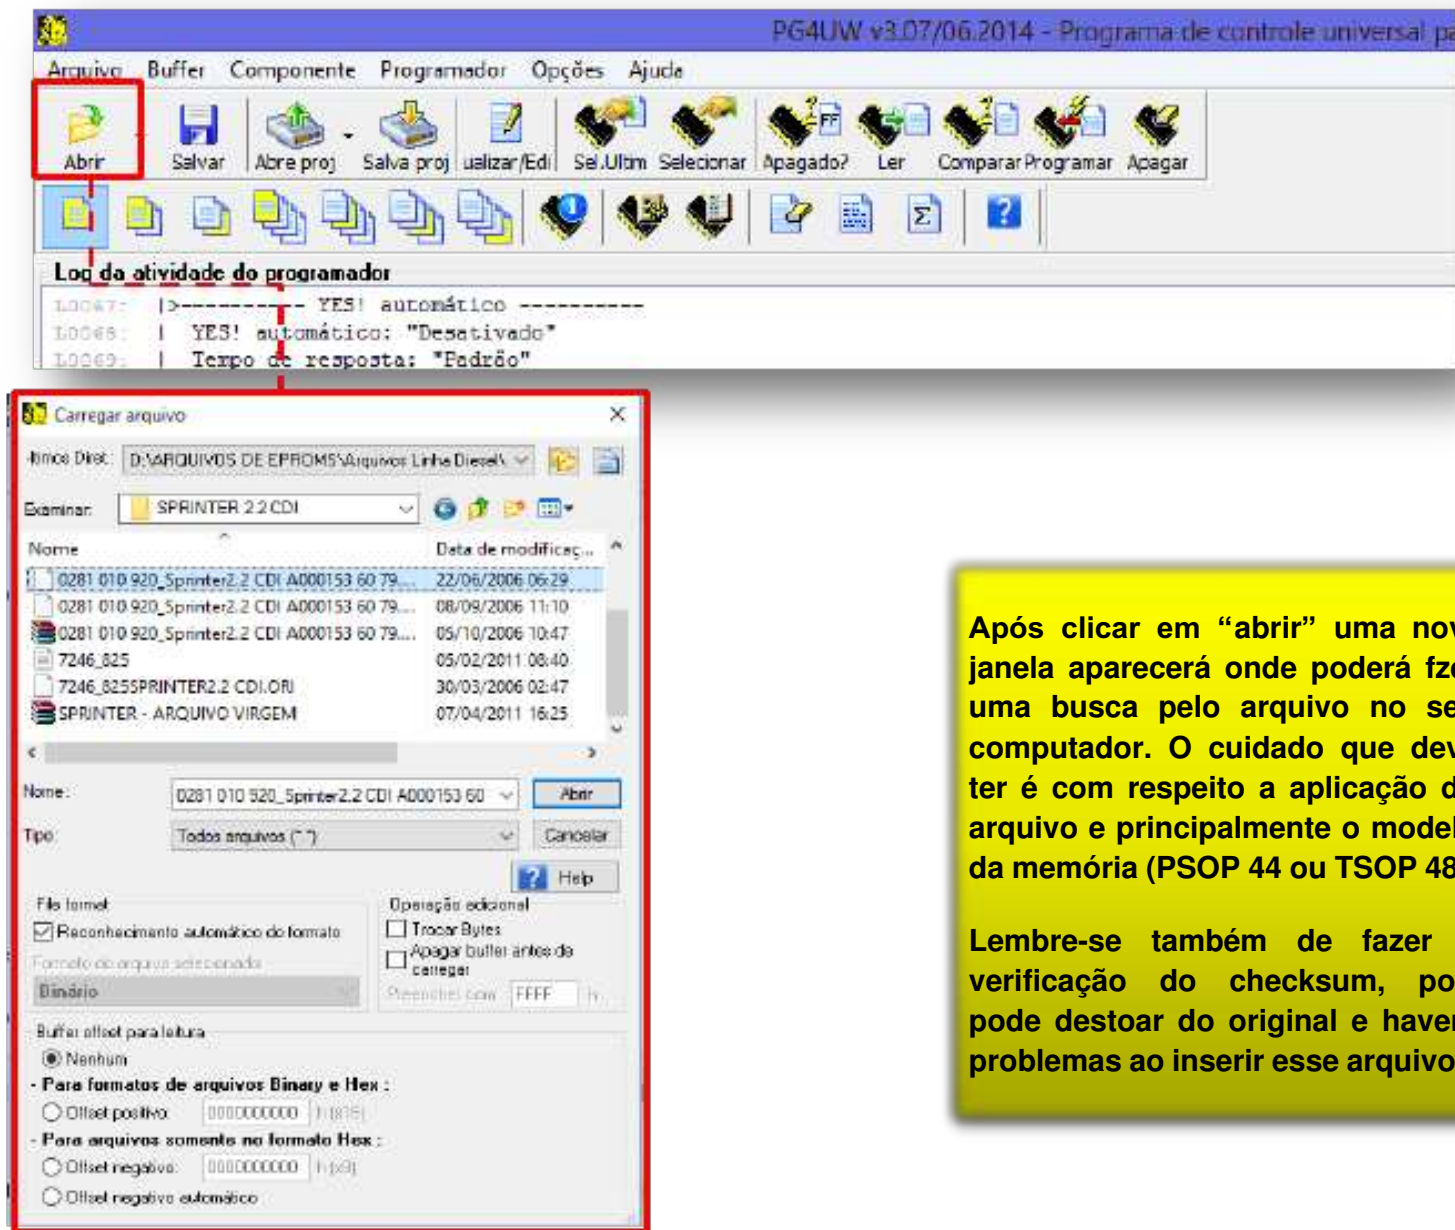 PG4UW v3.07/06.2014 - Programa de controle universal pa
Arquivo Buffer Componente Programador Opções Ajuda
Abrir Salvar Abre proj Salva proj ualizar/Edi Sel.Ultim Selecionar Apagado? Ler Comparar Programar Apagar
Log da atividade do programador
L0067: |>---------- YES! automático ----------
L0068: | YES! automático: "Desativado"
L0069: | Tempo de resposta: "Padrão"
Carregar arquivo
D:\ARQUIVOS DE EPROMS\Arquivos Linha Diesel\
Examinar: SPRINTER 2.2 CDI
Nome Data de modificaç...
0281 010 920_Sprinter2.2 CDI A000153 60 79.... 22/06/2006 06:29
0281 010 920_Sprinter2.2 CDI A000153 60 79.... 08/09/2006 11:10
0281 010 920_Sprinter2.2 CDI A000153 60 79.... 05/10/2006 10:47
7246_825 05/02/2011 08:40
7246_825SPRINTER2.2 CDI.ORI 30/03/2006 02:47
SPRINTER - ARQUIVO VIRGEM 07/04/2011 16:25
Nome: 0281 010 920_Sprinter2.2 CDI A000153 60 Abrir
Tipo: Todos arquivos (*.*) Cancelar
Help
File format
Reconhecimento automático do formato
Formato do arquivo selecionado
Binário
Operação adicional
Trocar Bytes
Apagar buffer antes de carregar
Preencher com: FFFF h
Buffer offset para leitura
Nenhum
- Para formatos de arquivos Binary e Hex :
Offset positivo: 0000000000 h (x16)
- Para arquivos somente no formato Hex :
Offset negativo: 0000000000 h (x8)
Offset negativo automático
Após clicar em “abrir” uma nov
janela aparecerá onde poderá fze
uma busca pelo arquivo no se
computador. O cuidado que dev
ter é com respeito a aplicação d
arquivo e principalmente o model
da memória (PSOP 44 ou TSOP 48
Lembre-se também de fazer
verificação do checksum, po
pode destoar do original e haver
problemas ao inserir esse arquivo